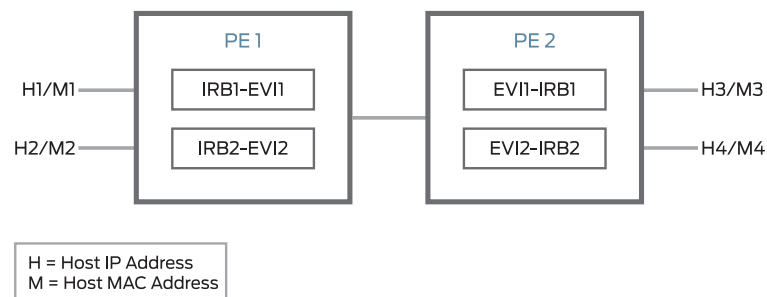 PE 1
PE 2
H1/M1
IRB1-EVI1
EVI1-IRB1
H3/M3
H2/M2
IRB2-EVI2
EVI2-IRB2
H4/M4
H = Host IP Address
M = Host MAC Address